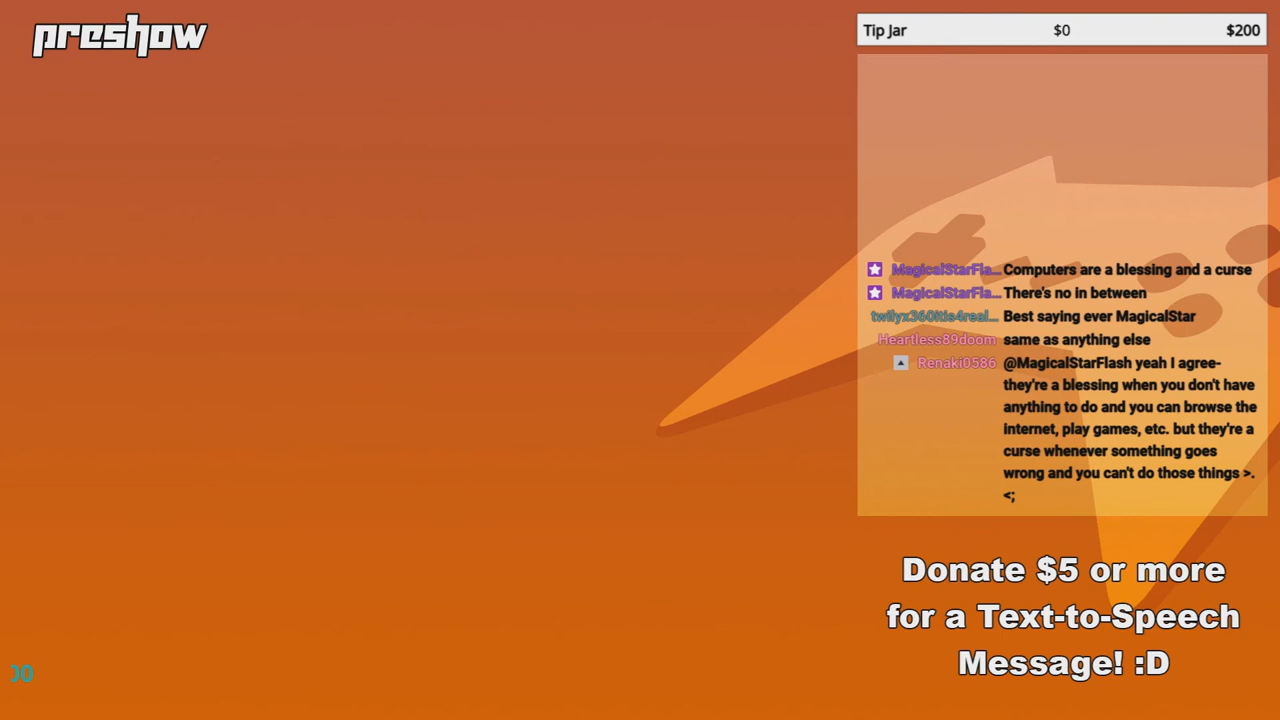 preshow
Tip Jar $0 $200
MagicalStarFla... Computers are a blessing and a curse
MagicalStarFla... There's no in between
twilyx360itis4real... Best saying ever MagicalStar
Heartless89doom same as anything else
Renaki0586 @MagicalStarFlash yeah I agree-
they're a blessing when you don't have
anything to do and you can browse the
internet, play games, etc. but they're a
curse whenever something goes
wrong and you can't do those things >.
<;
Donate $5 or more
for a Text-to-Speech
Message! :D